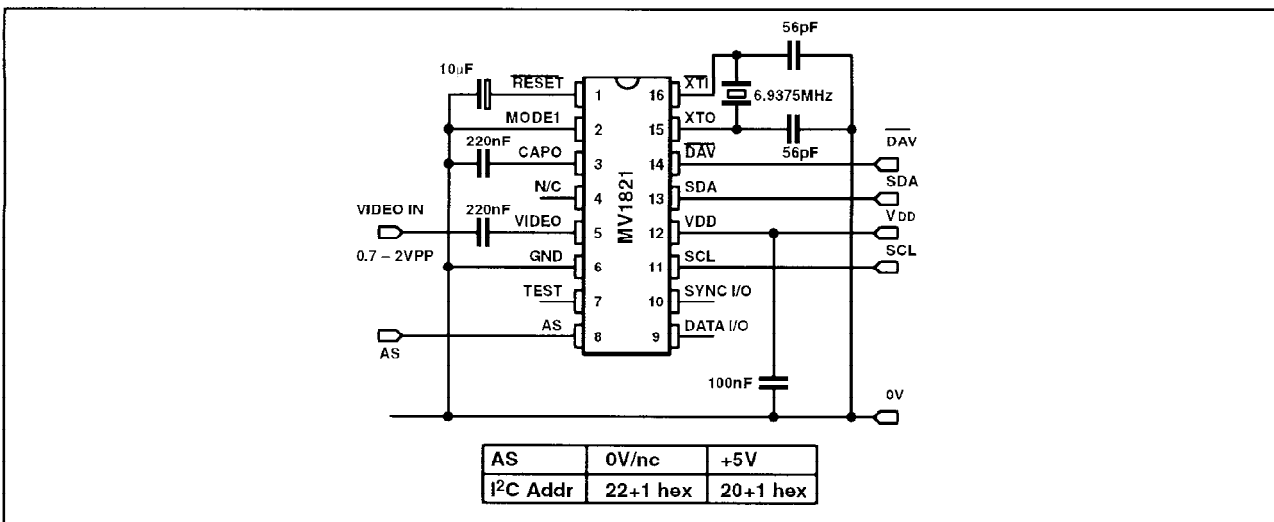 56pF
10µF
RESET
XTI
1
16
6.9375MHz
MODE1
XTO
2
15
220nF
CAPO
DAV
56pF
DAV
3
14
N/C
SDA
SDA
4
13
MV1821
VIDEO IN
220nF
VIDEO
VDD
VDD
5
12
0.7 – 2VPP
GND
SCL
SCL
6
11
TEST
SYNC I/O
7
10
AS
DATA I/O
8
9
AS
100nF
0V
AS 0V/nc +5V
I²C Addr 22+1 hex 20+1 hex